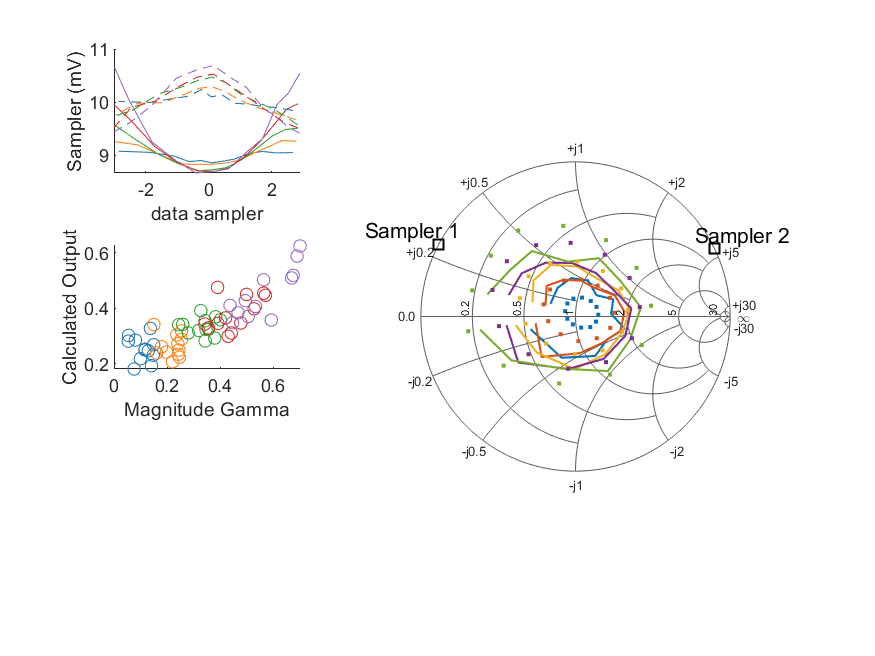 11
10
9
Sampler (mV)
-2 0 2
data sampler
0.6
0.4
0.2
Calculated Output
0 0.2 0.4 0.6
Magnitude Gamma
+j1
+j0.5
+j2
Sampler 1
Sampler 2
+j0.2
+j5
0.0
0.2
0.5
1
2
5
30
+j30
∞
-j30
-j0.2
-j5
-j0.5
-j2
-j1